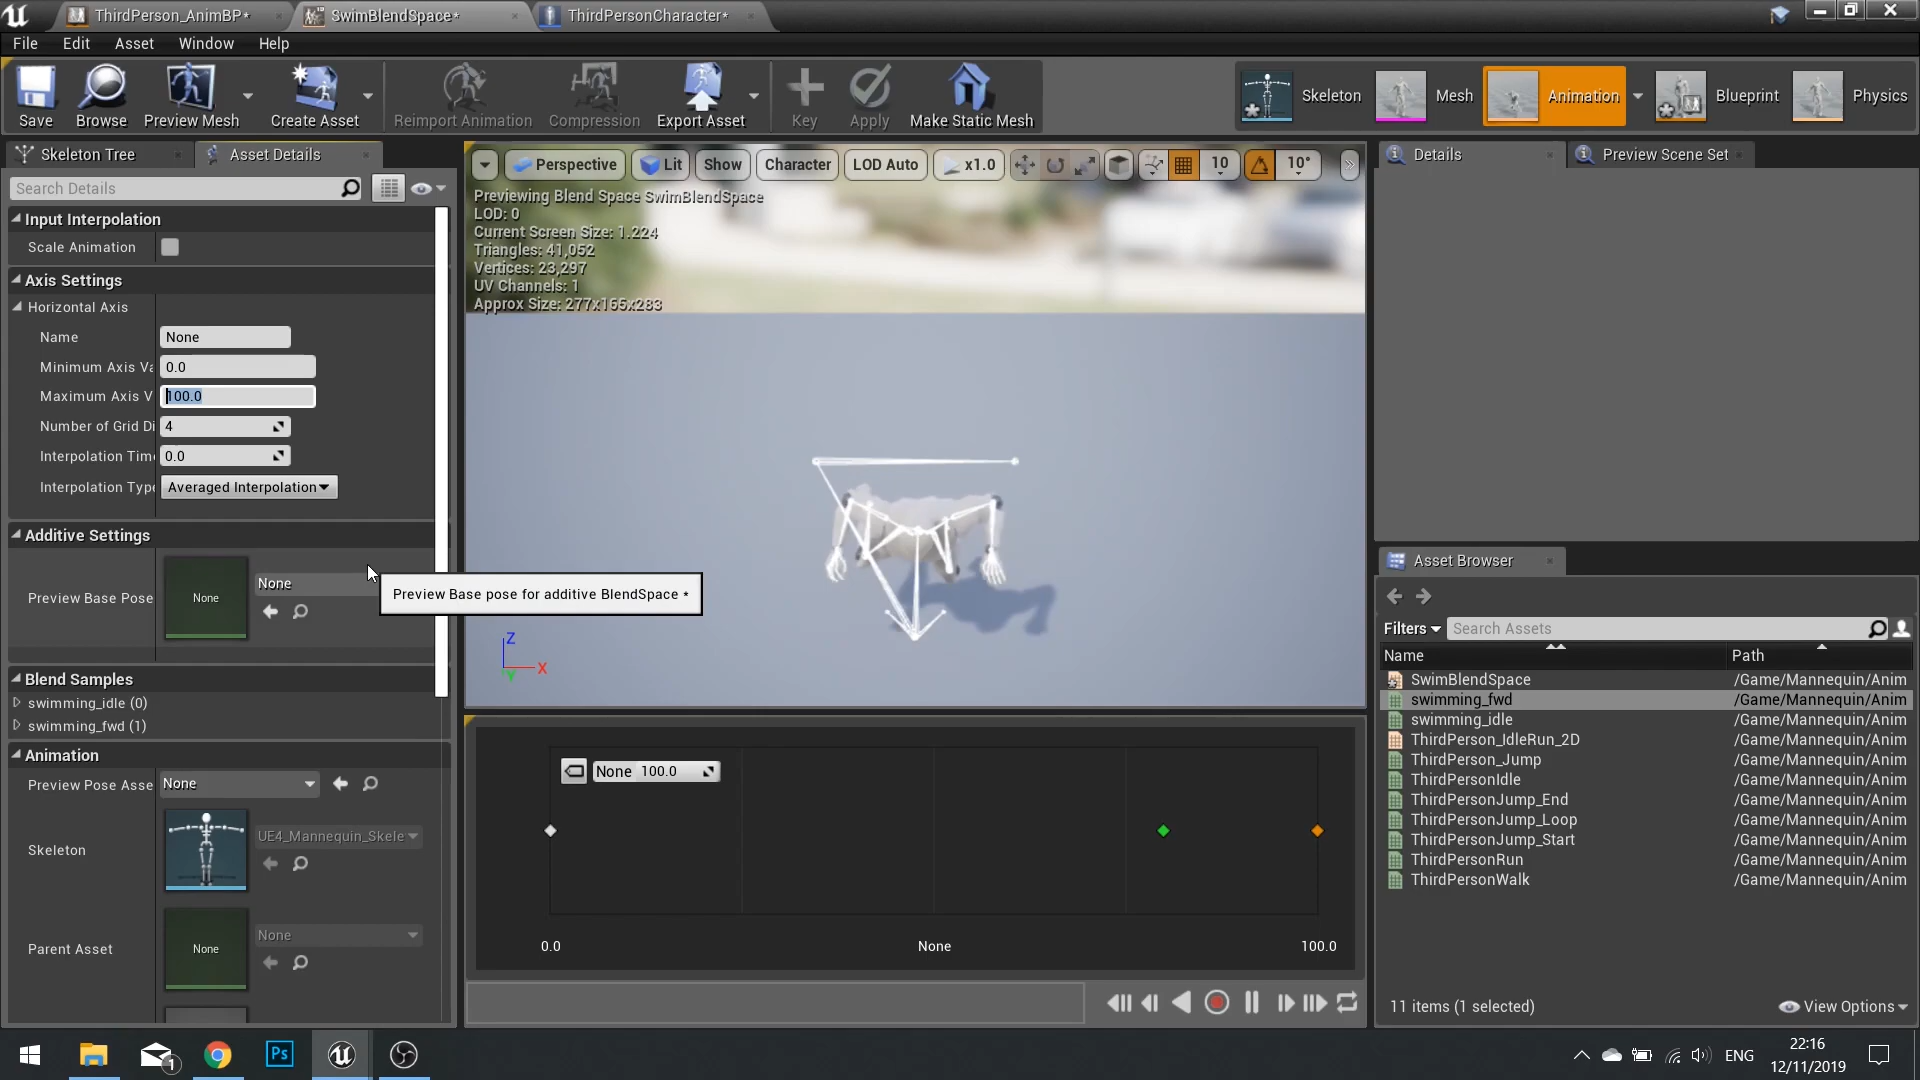 ThirdPerson_AnimBP*
SwimBlendSpace*
ThirdPersonCharacter*
File Edit Asset Window Help
Save
Browse
Preview Mesh
Create Asset
Reimport Animation
Compression
Export Asset
Key
Apply
Make Static Mesh
Skeleton
Mesh
Animation
Blueprint
Physics
Skeleton Tree
Asset Details
Search Details
Input Interpolation
Scale Animation
Axis Settings
Horizontal Axis
Name None
Minimum Axis Va 0.0
Maximum Axis V 100.0
Number of Grid Di 4
Interpolation Tim 0.0
Interpolation Type Averaged Interpolation
Additive Settings
Preview Base Pose None None
Preview Base pose for additive BlendSpace *
Blend Samples
swimming_idle (0)
swimming_fwd (1)
Animation
Preview Pose Asse None
Skeleton UE4_Mannequin_Skele
Parent Asset None None
Perspective Lit Show Character LOD Auto x1.0 10 10°
Previewing Blend Space SwimBlendSpace
LOD: 0
Current Screen Size: 1.224
Triangles: 41,052
Vertices: 23,297
UV Channels: 1
Approx Size: 277x165x283
Z
X
Y
None 100.0
0.0 None 100.0
Details
Preview Scene Set
Asset Browser
Filters Search Assets
Name Path
SwimBlendSpace /Game/Mannequin/Anim
swimming_fwd /Game/Mannequin/Anim
swimming_idle /Game/Mannequin/Anim
ThirdPerson_IdleRun_2D /Game/Mannequin/Anim
ThirdPerson_Jump /Game/Mannequin/Anim
ThirdPersonIdle /Game/Mannequin/Anim
ThirdPersonJump_End /Game/Mannequin/Anim
ThirdPersonJump_Loop /Game/Mannequin/Anim
ThirdPersonJump_Start /Game/Mannequin/Anim
ThirdPersonRun /Game/Mannequin/Anim
ThirdPersonWalk /Game/Mannequin/Anim
11 items (1 selected)
View Options
1
Ps
ENG
22:16
12/11/2019